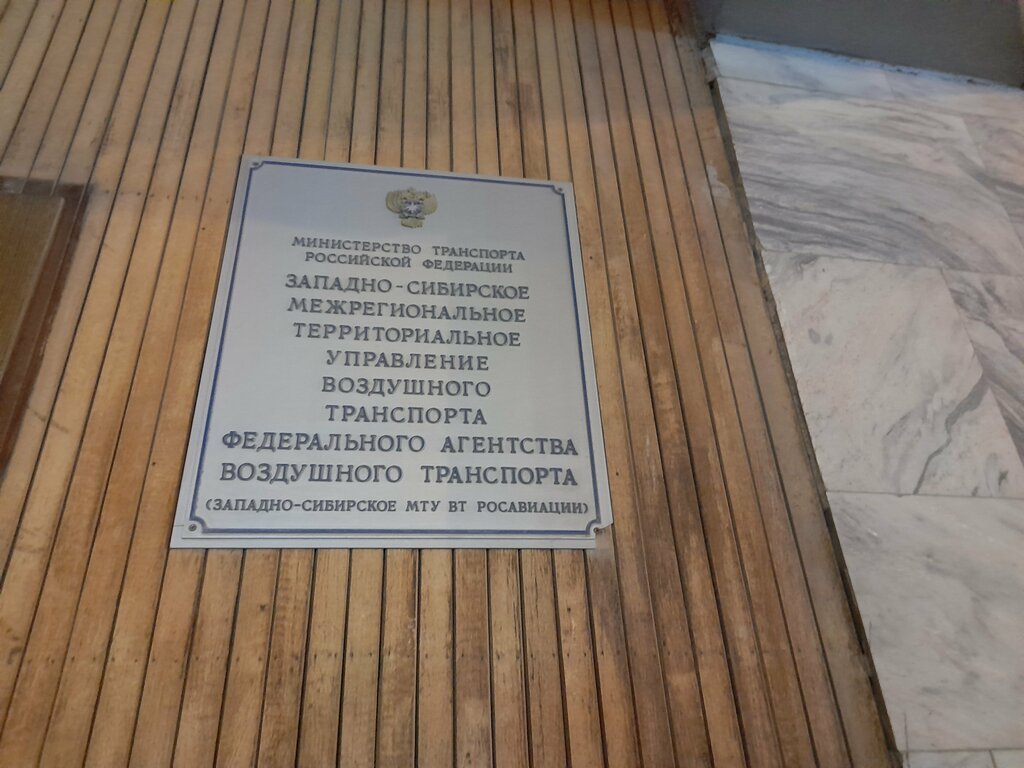 МИНИСТЕРСТВО ТРАНСПОРТА
РОССИЙСКОЙ ФЕДЕРАЦИИ
ЗАПАДНО-СИБИРСКОЕ
МЕЖРЕГИОНАЛЬНОЕ
ТЕРРИТОРИАЛЬНОЕ
УПРАВЛЕНИЕ
ВОЗДУШНОГО
ТРАНСПОРТА
ФЕДЕРАЛЬНОГО АГЕНТСТВА
ВОЗДУШНОГО ТРАНСПОРТА
(ЗАПАДНО-СИБИРСКОЕ МТУ ВТ РОСАВИАЦИИ)